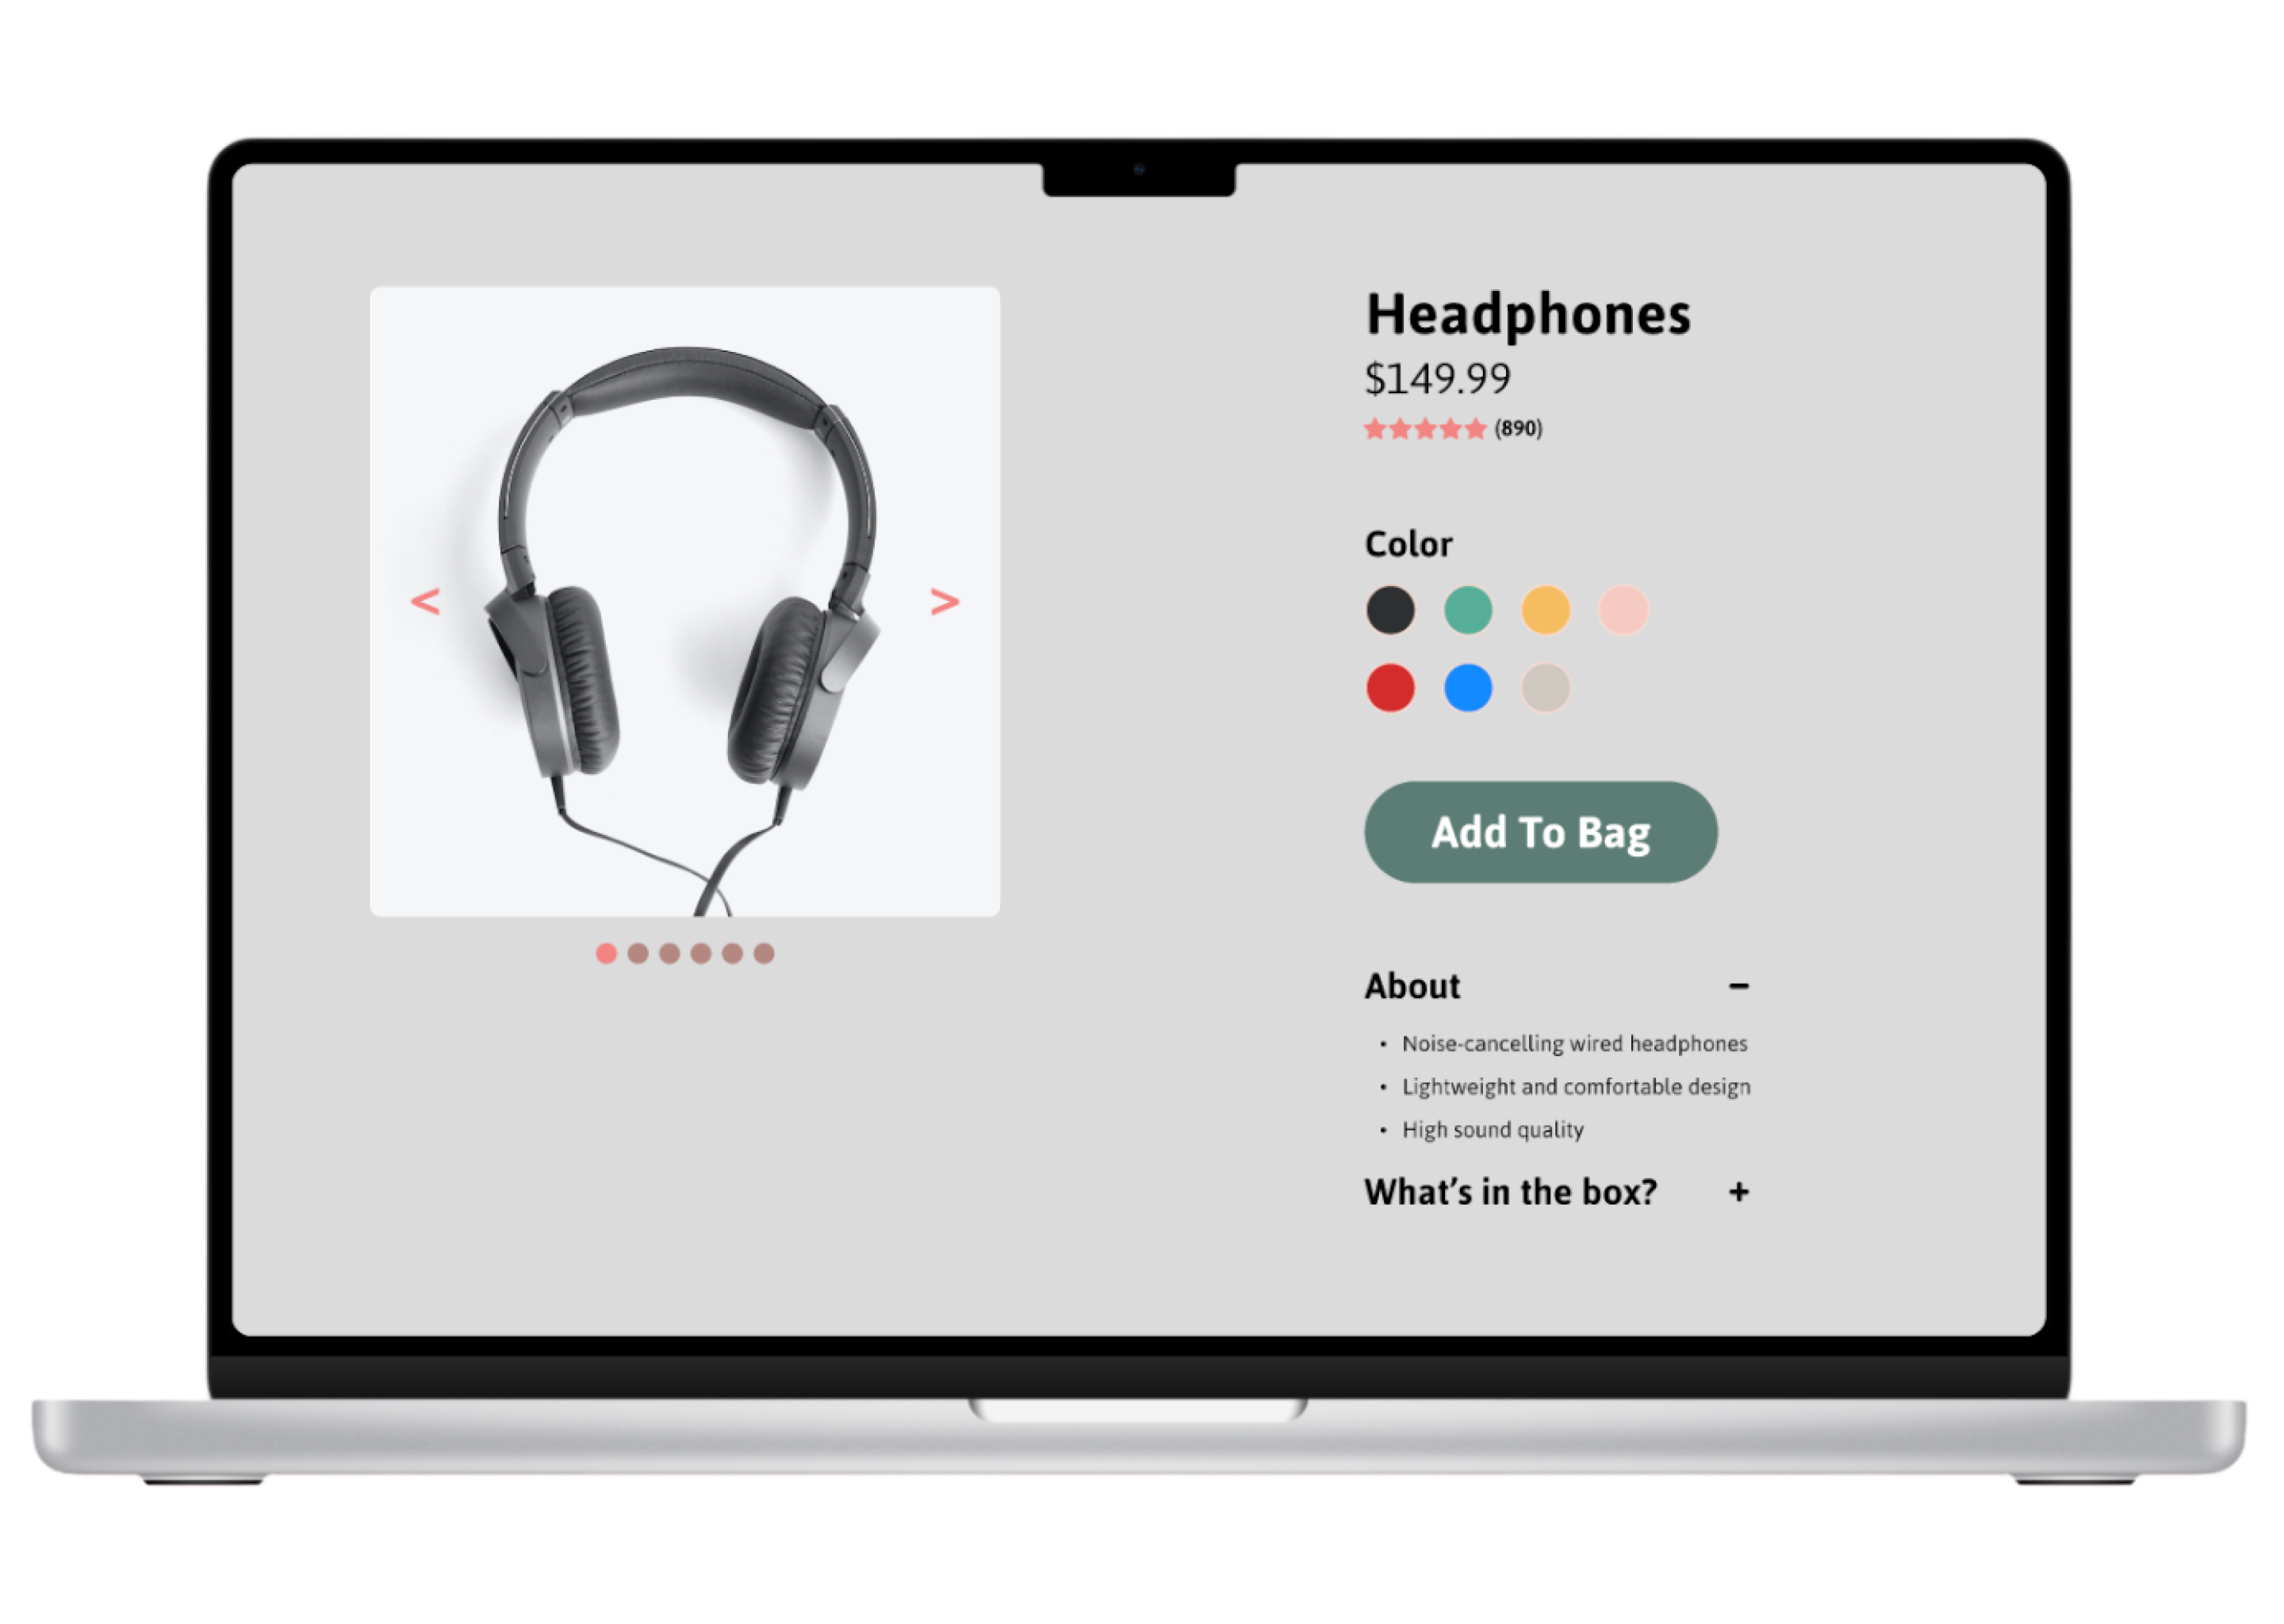 Headphones
$149.99
(890)
Color
< >
Add To Bag
About −
• Noise-cancelling wired headphones
• Lightweight and comfortable design
• High sound quality
What’s in the box? +